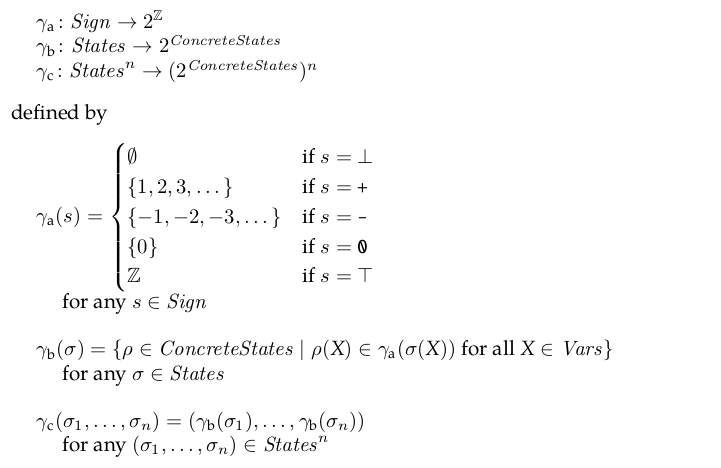 γa: Sign → 2^ℤ
γb: States → 2^ConcreteStates
γc: States^n → (2^ConcreteStates)^n
defined by
∅ if s = ⊥
{1, 2, 3, . . . } if s = +
γa(s) = { {−1, −2, −3, . . . } if s = -
{0} if s = 0
ℤ if s = ⊤
for any s ∈ Sign
γb(σ) = {ρ ∈ ConcreteStates | ρ(X) ∈ γa(σ(X)) for all X ∈ Vars}
for any σ ∈ States
γc(σ1, . . . , σn) = (γb(σ1), . . . , γb(σn))
for any (σ1, . . . , σn) ∈ States^n